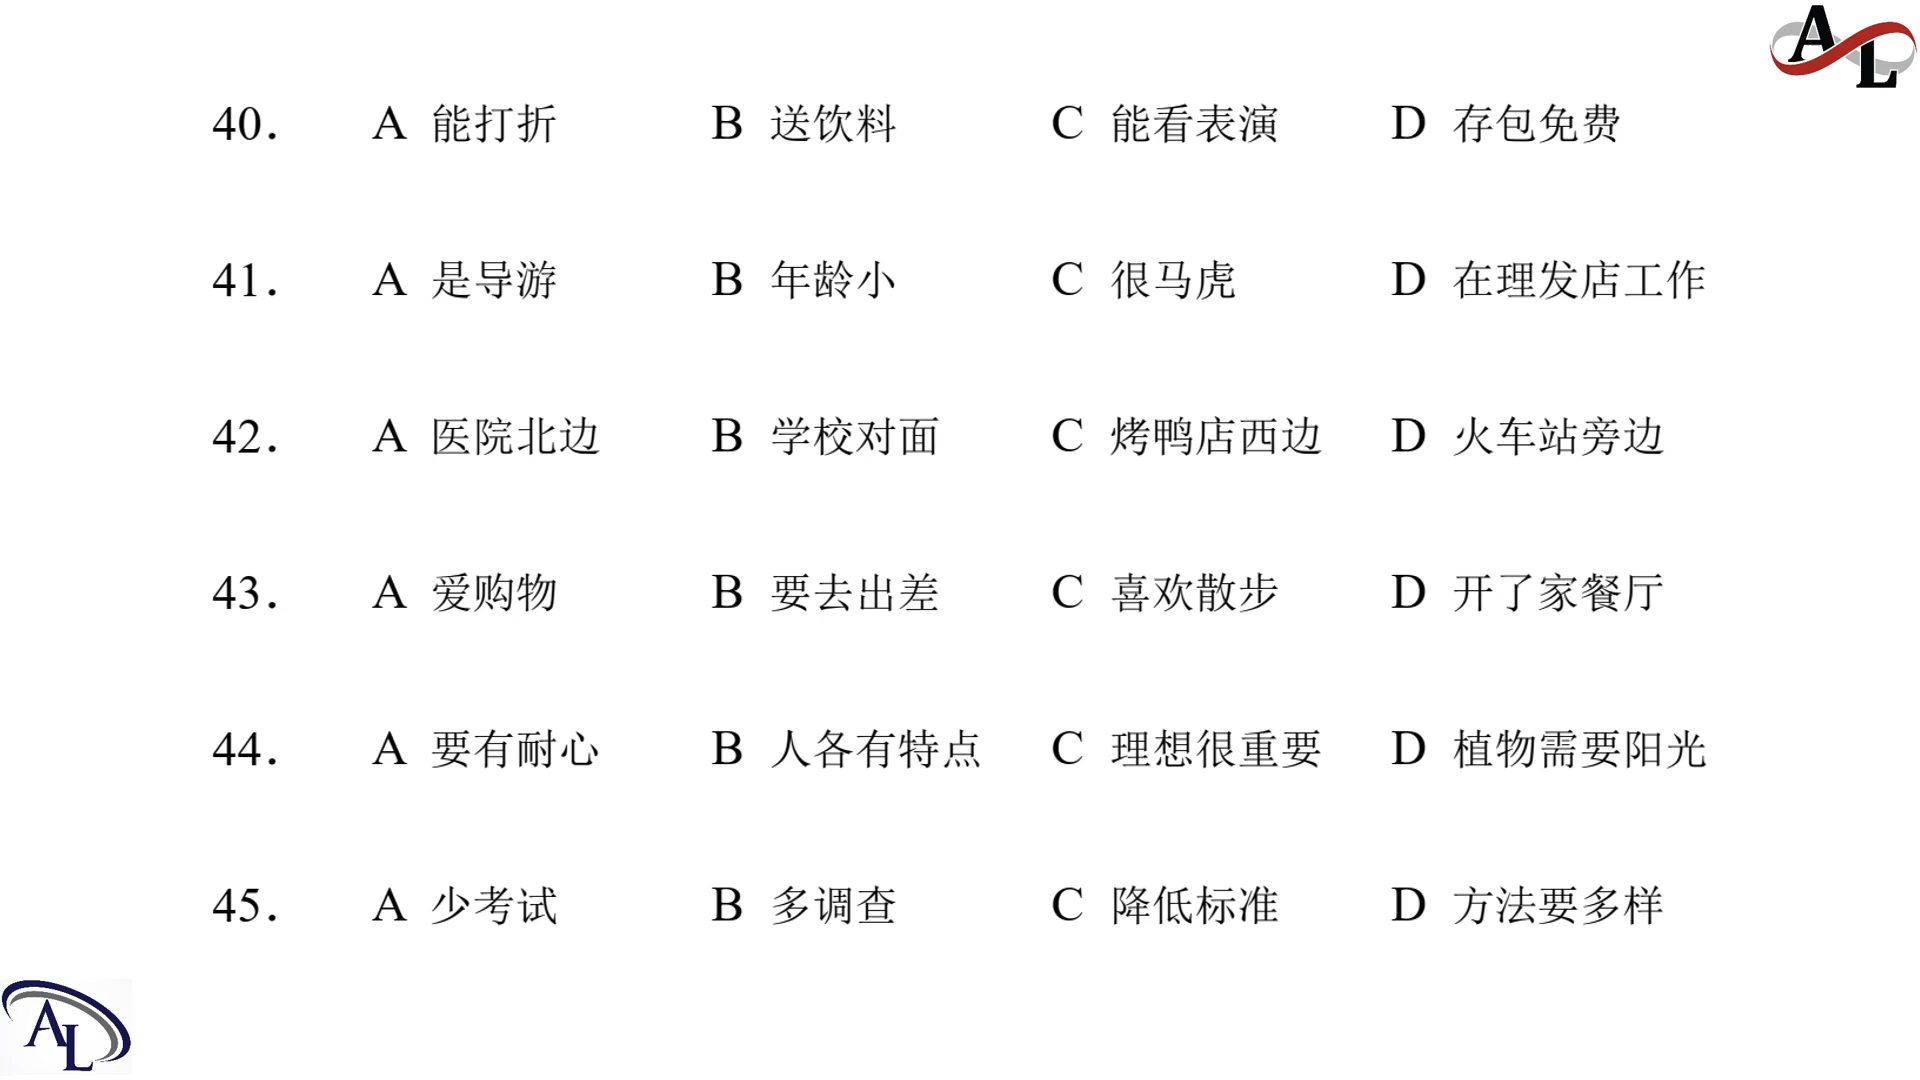 AL
40. A 能打折 B 送饮料 C 能看表演 D 存包免费
41. A 是导游 B 年龄小 C 很马虎 D 在理发店工作
42. A 医院北边 B 学校对面 C 烤鸭店西边 D 火车站旁边
43. A 爱购物 B 要去出差 C 喜欢散步 D 开了家餐厅
44. A 要有耐心 B 人各有特点 C 理想很重要 D 植物需要阳光
45. A 少考试 B 多调查 C 降低标准 D 方法要多样
AL